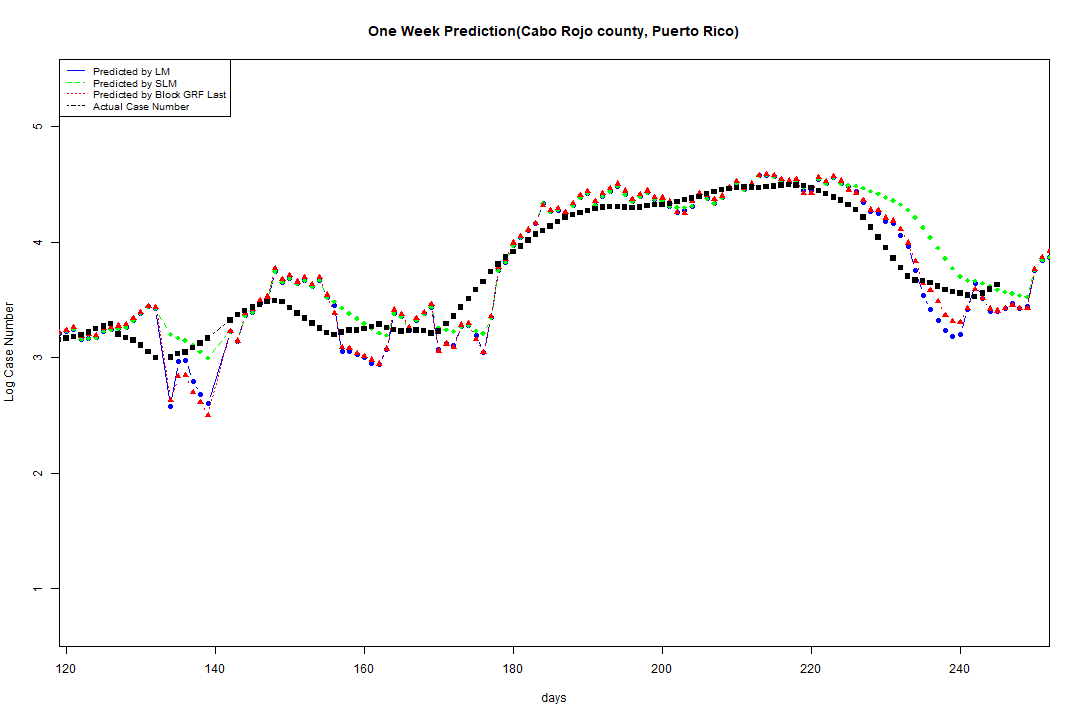 One Week Prediction(Cabo Rojo county, Puerto Rico)
Predicted by LM
Predicted by SLM
Predicted by Block GRF Last
Actual Case Number
5
4
3
2
1
Log Case Number
120 140 160 180 200 220 240
days